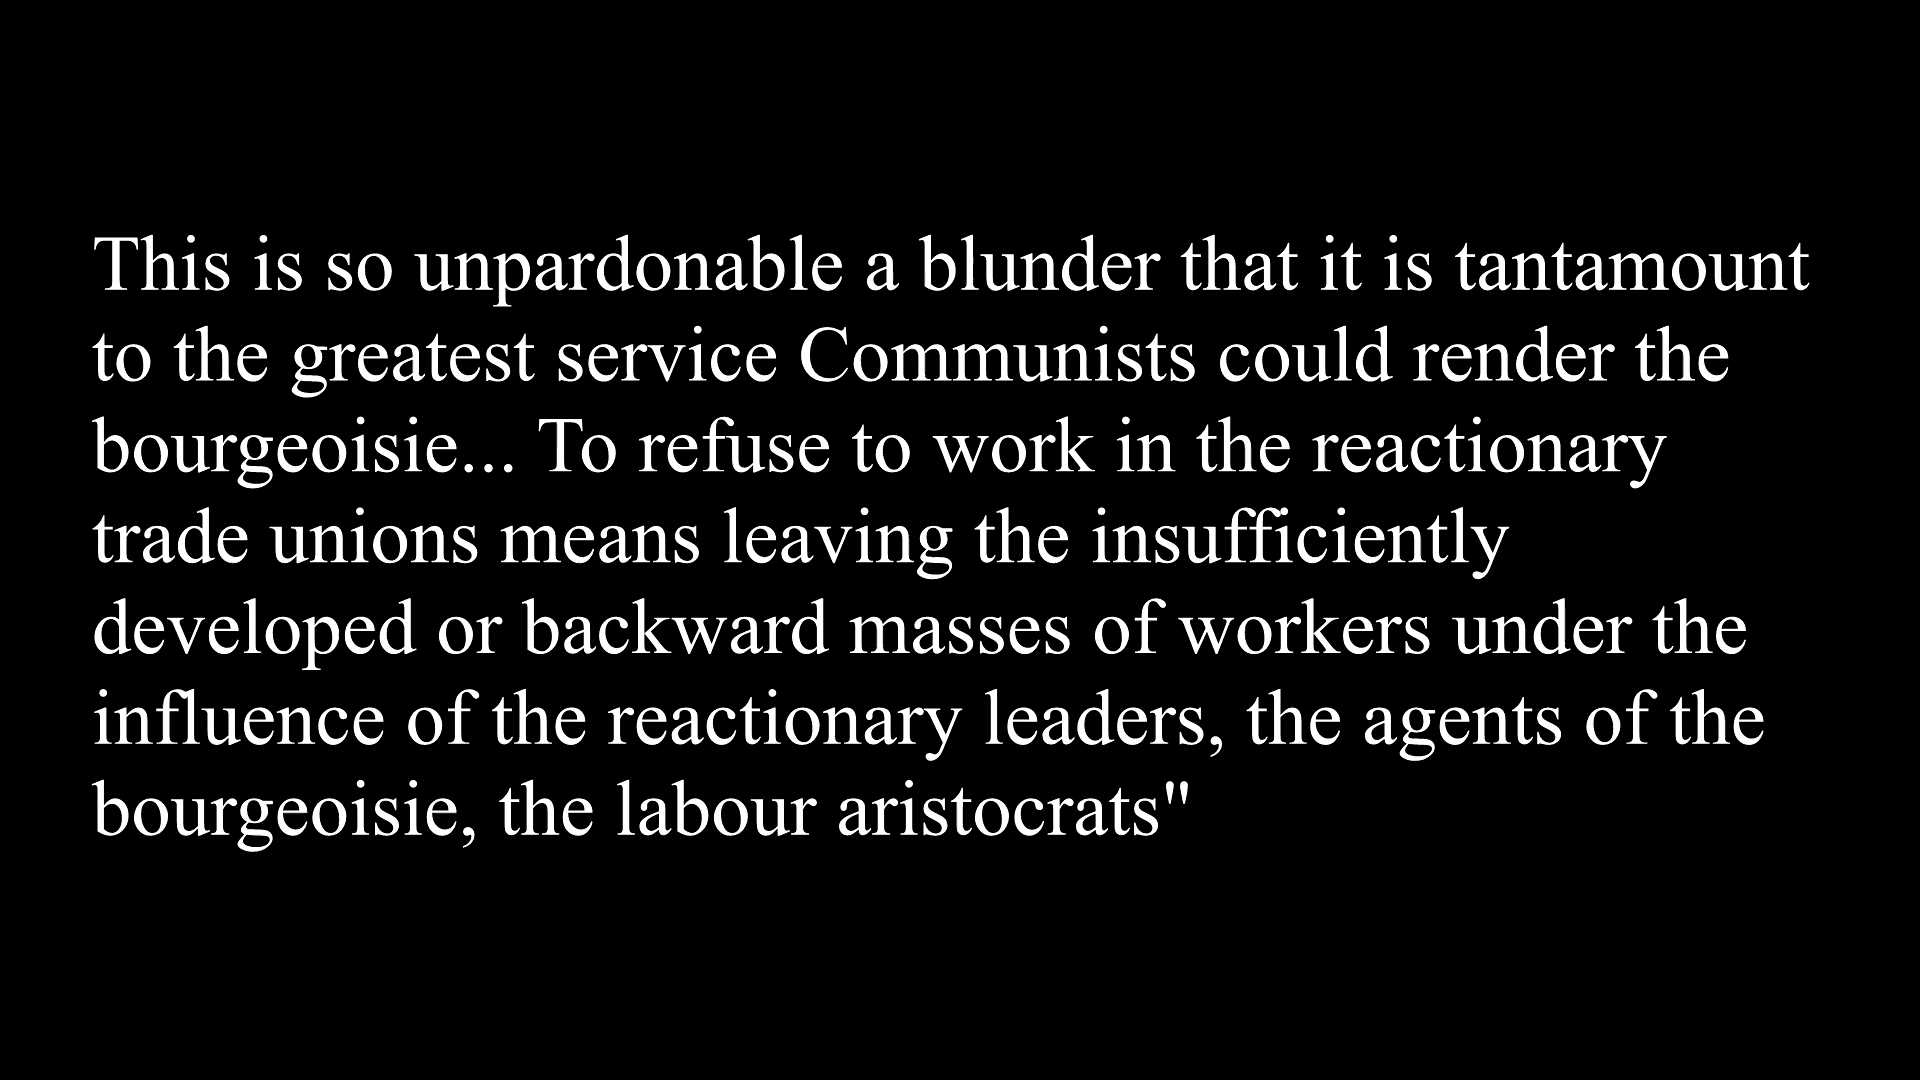 This is so unpardonable a blunder that it is tantamount
to the greatest service Communists could render the
bourgeoisie... To refuse to work in the reactionary
trade unions means leaving the insufficiently
developed or backward masses of workers under the
influence of the reactionary leaders, the agents of the
bourgeoisie, the labour aristocrats"